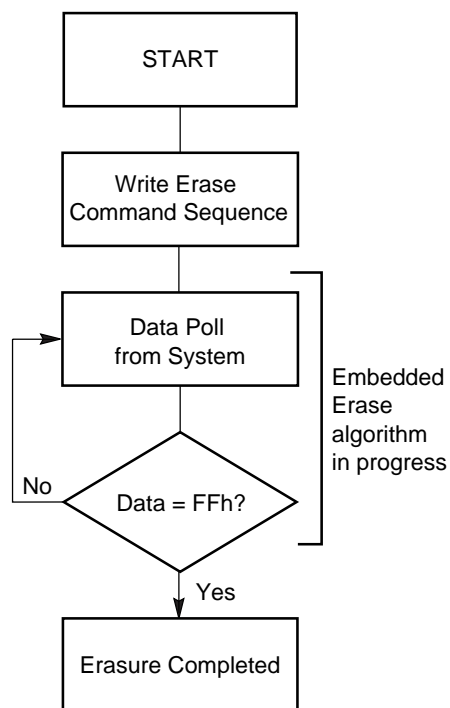 START
Write Erase
Command Sequence
Data Poll
from System
Embedded
Erase
algorithm
in progress
No
Data = FFh?
Yes
Erasure Completed